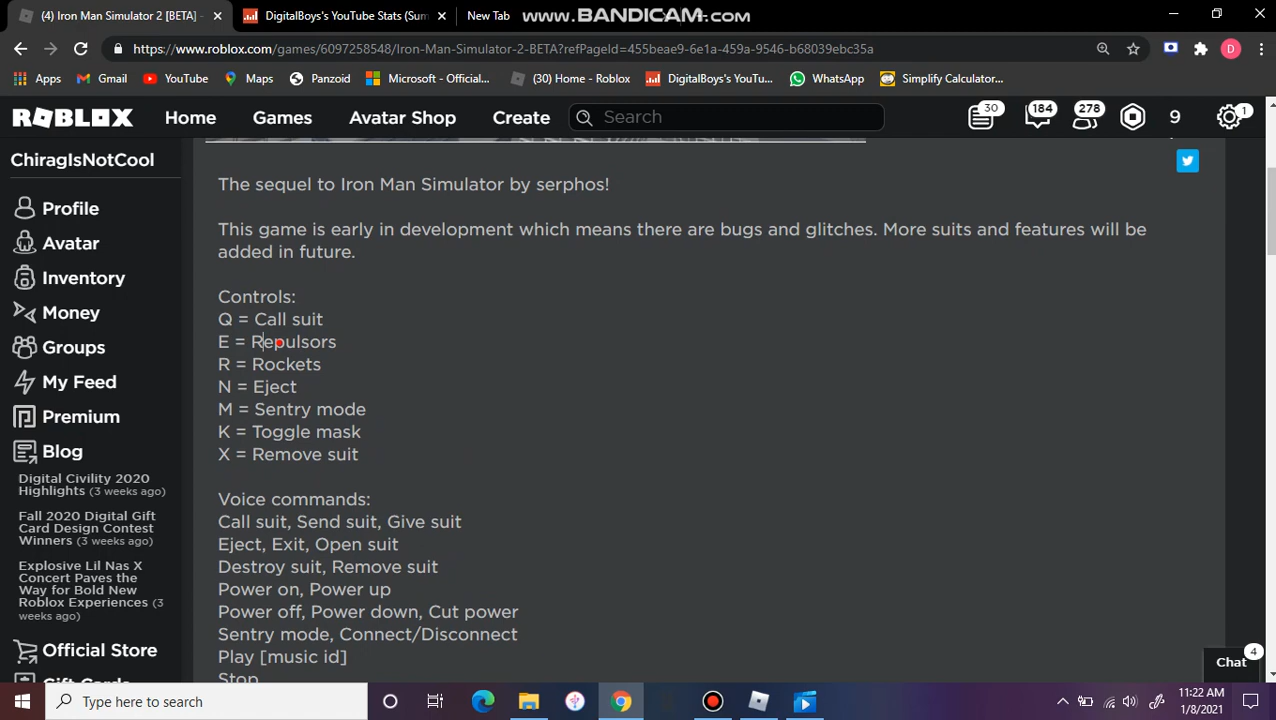 (4) Iron Man Simulator 2 [BETA] -
DigitalBoys's YouTube Stats (Sum
New Tab
www.BANDICAM.com
https://www.roblox.com/games/6097258548/Iron-Man-Simulator-2-BETA?refPageId=455beae9-6e1a-459a-9546-b68039ebc35a
D
Apps
Gmail
YouTube
Maps
Panzoid
Microsoft - Official...
(30) Home - Roblox
DigitalBoys's YouTu...
WhatsApp
Simplify Calculator...
ROBLOX
Home
Games
Avatar Shop
Create
Search
30
184
278
9
1
ChiragIsNotCool
Profile
Avatar
Inventory
Money
Groups
My Feed
Premium
Blog
Digital Civility 2020
Highlights (3 weeks ago)
Fall 2020 Digital Gift
Card Design Contest
Winners (3 weeks ago)
Explosive Lil Nas X
Concert Paves the
Way for Bold New
Roblox Experiences (3
weeks ago)
Official Store
Gift Cards
The sequel to Iron Man Simulator by serphos!
This game is early in development which means there are bugs and glitches. More suits and features will be
added in future.
Controls:
Q = Call suit
E = Repulsors
R = Rockets
N = Eject
M = Sentry mode
K = Toggle mask
X = Remove suit
Voice commands:
Call suit, Send suit, Give suit
Eject, Exit, Open suit
Destroy suit, Remove suit
Power on, Power up
Power off, Power down, Cut power
Sentry mode, Connect/Disconnect
Play [music id]
Stop
Chat
4
Type here to search
11:22 AM
1/8/2021